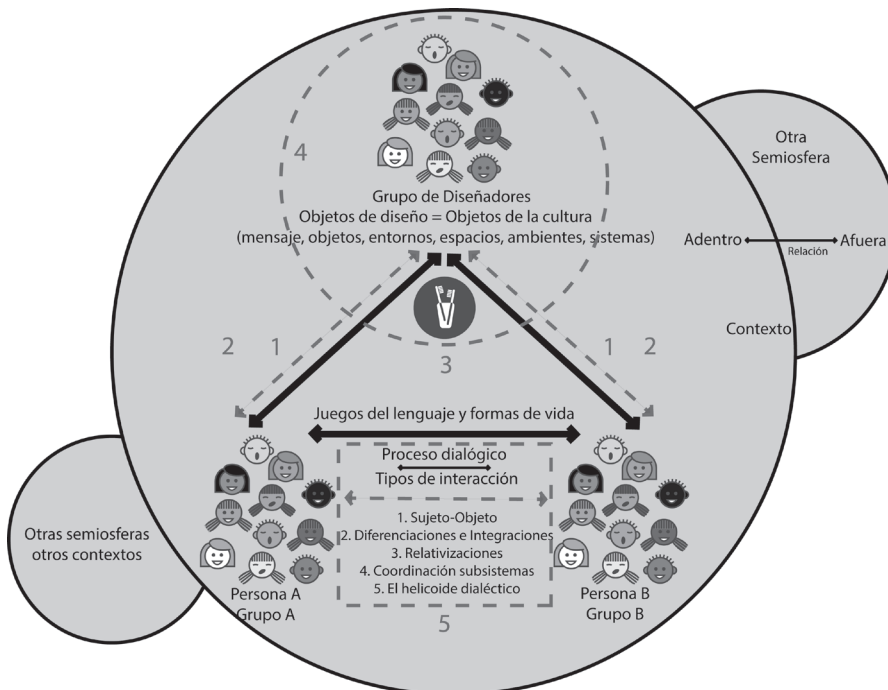 4
Grupo de Diseñadores
Objetos de diseño = Objetos de la cultura
(mensaje, objetos, entornos, espacios, ambientes, sistemas)
Otra
Semiosfera
Adentro
Afuera
Relación
Contexto
2
1
3
1
2
Juegos del lenguaje y formas de vida
Proceso dialógico
Tipos de interacción
1. Sujeto-Objeto
2. Diferenciaciones e Integraciones
3. Relativizaciones
4. Coordinación subsistemas
5. El helicoide dialéctico
5
Otras semiosferas
otros contextos
Persona A
Grupo A
Persona B
Grupo B